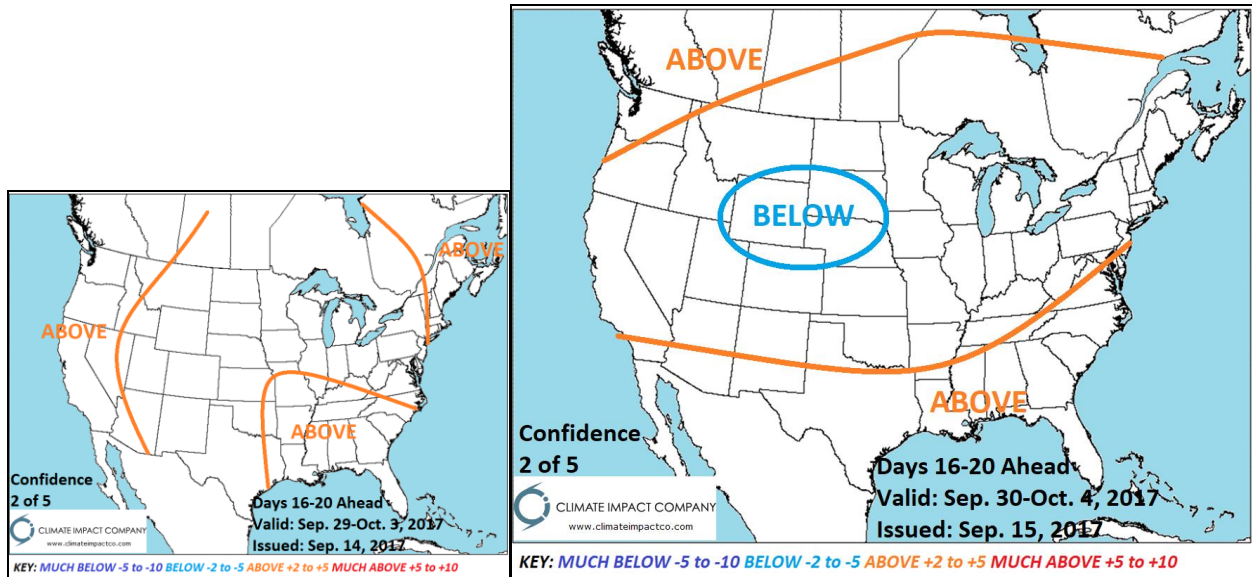 ABOVE
ABOVE
ABOVE
Confidence
2 of 5
Days 16-20 Ahead
Valid: Sep. 29-Oct. 3, 2017
Issued: Sep. 14, 2017
CLIMATE IMPACT COMPANY
www.climateimpactco.com
KEY: MUCH BELOW -5 to -10 BELOW -2 to -5 ABOVE +2 to +5 MUCH ABOVE +5 to +10
ABOVE
BELOW
ABOVE
Confidence
2 of 5
Days 16-20 Ahead
Valid: Sep. 30-Oct. 4, 2017
Issued: Sep. 15, 2017
CLIMATE IMPACT COMPANY
www.climateimpactco.com
KEY: MUCH BELOW -5 to -10 BELOW -2 to -5 ABOVE +2 to +5 MUCH ABOVE +5 to +10